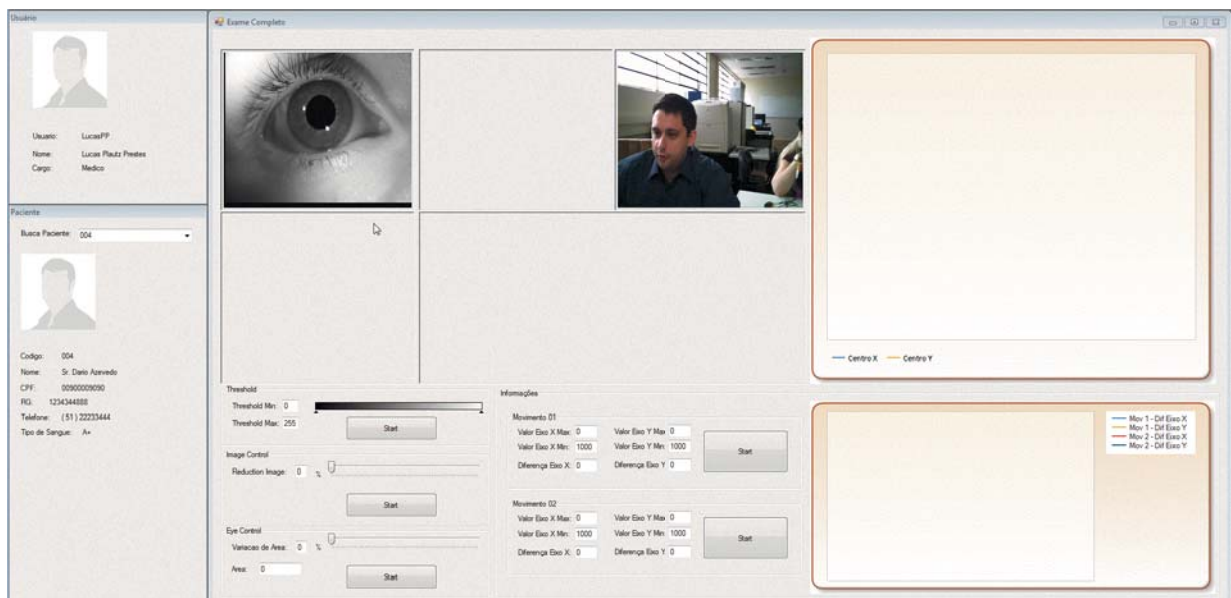 Usuário
Usuario: LucasPP
Nome: Lucas Plautz Prestes
Cargo: Medico
Paciente
Busca Paciente: 004
Codigo: 004
Nome: Sr. Dario Azevedo
CPF: 00900009090
RG: 1234344888
Telefone: (51) 22233444
Tipo de Sangue: A+
Exame Completo
Threshold
Threshold Min: 0
Threshold Max: 255
Start
Image Control
Reduction Image: 0 %
Start
Eye Control
Variacao de Area: 0 %
Area: 0
Start
Informações
Movimento 01
Valor Eixo X Max: 0 Valor Eixo Y Max: 0
Valor Eixo X Min: 1000 Valor Eixo Y Min: 1000
Diferença Eixo X: 0 Diferença Eixo Y: 0
Start
Movimento 02
Valor Eixo X Max: 0 Valor Eixo Y Max: 0
Valor Eixo X Min: 1000 Valor Eixo Y Min: 1000
Diferença Eixo X: 0 Diferença Eixo Y: 0
Start
Centro X Centro Y
Mov 1 - Dif Eixo X
Mov 1 - Dif Eixo Y
Mov 2 - Dif Eixo X
Mov 2 - Dif Eixo Y